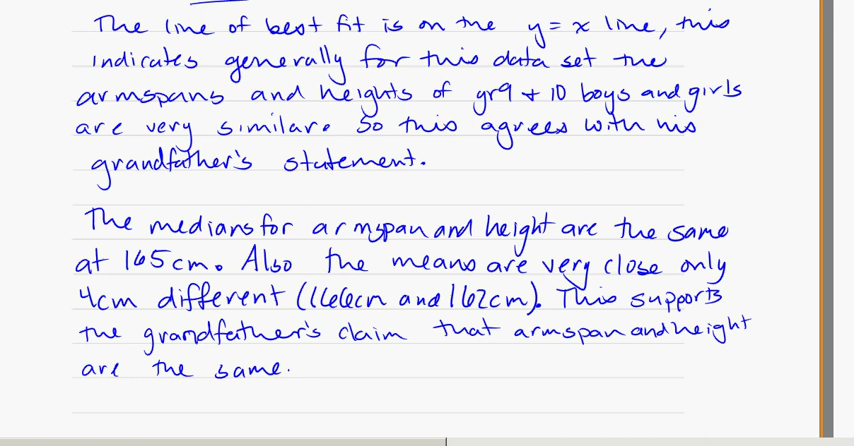 The line of best fit is on the y = x line, this
indicates generally for this data set the
armspans and heights of gr9 + 10 boys and girls
are very similar. So this agrees with his
grandfather's statement.
The medians for armspan and height are the same
at 165cm. Also the means are very close only
4cm different (166cm and 162cm). This supports
the grandfather's claim that armspan and height
are the same.